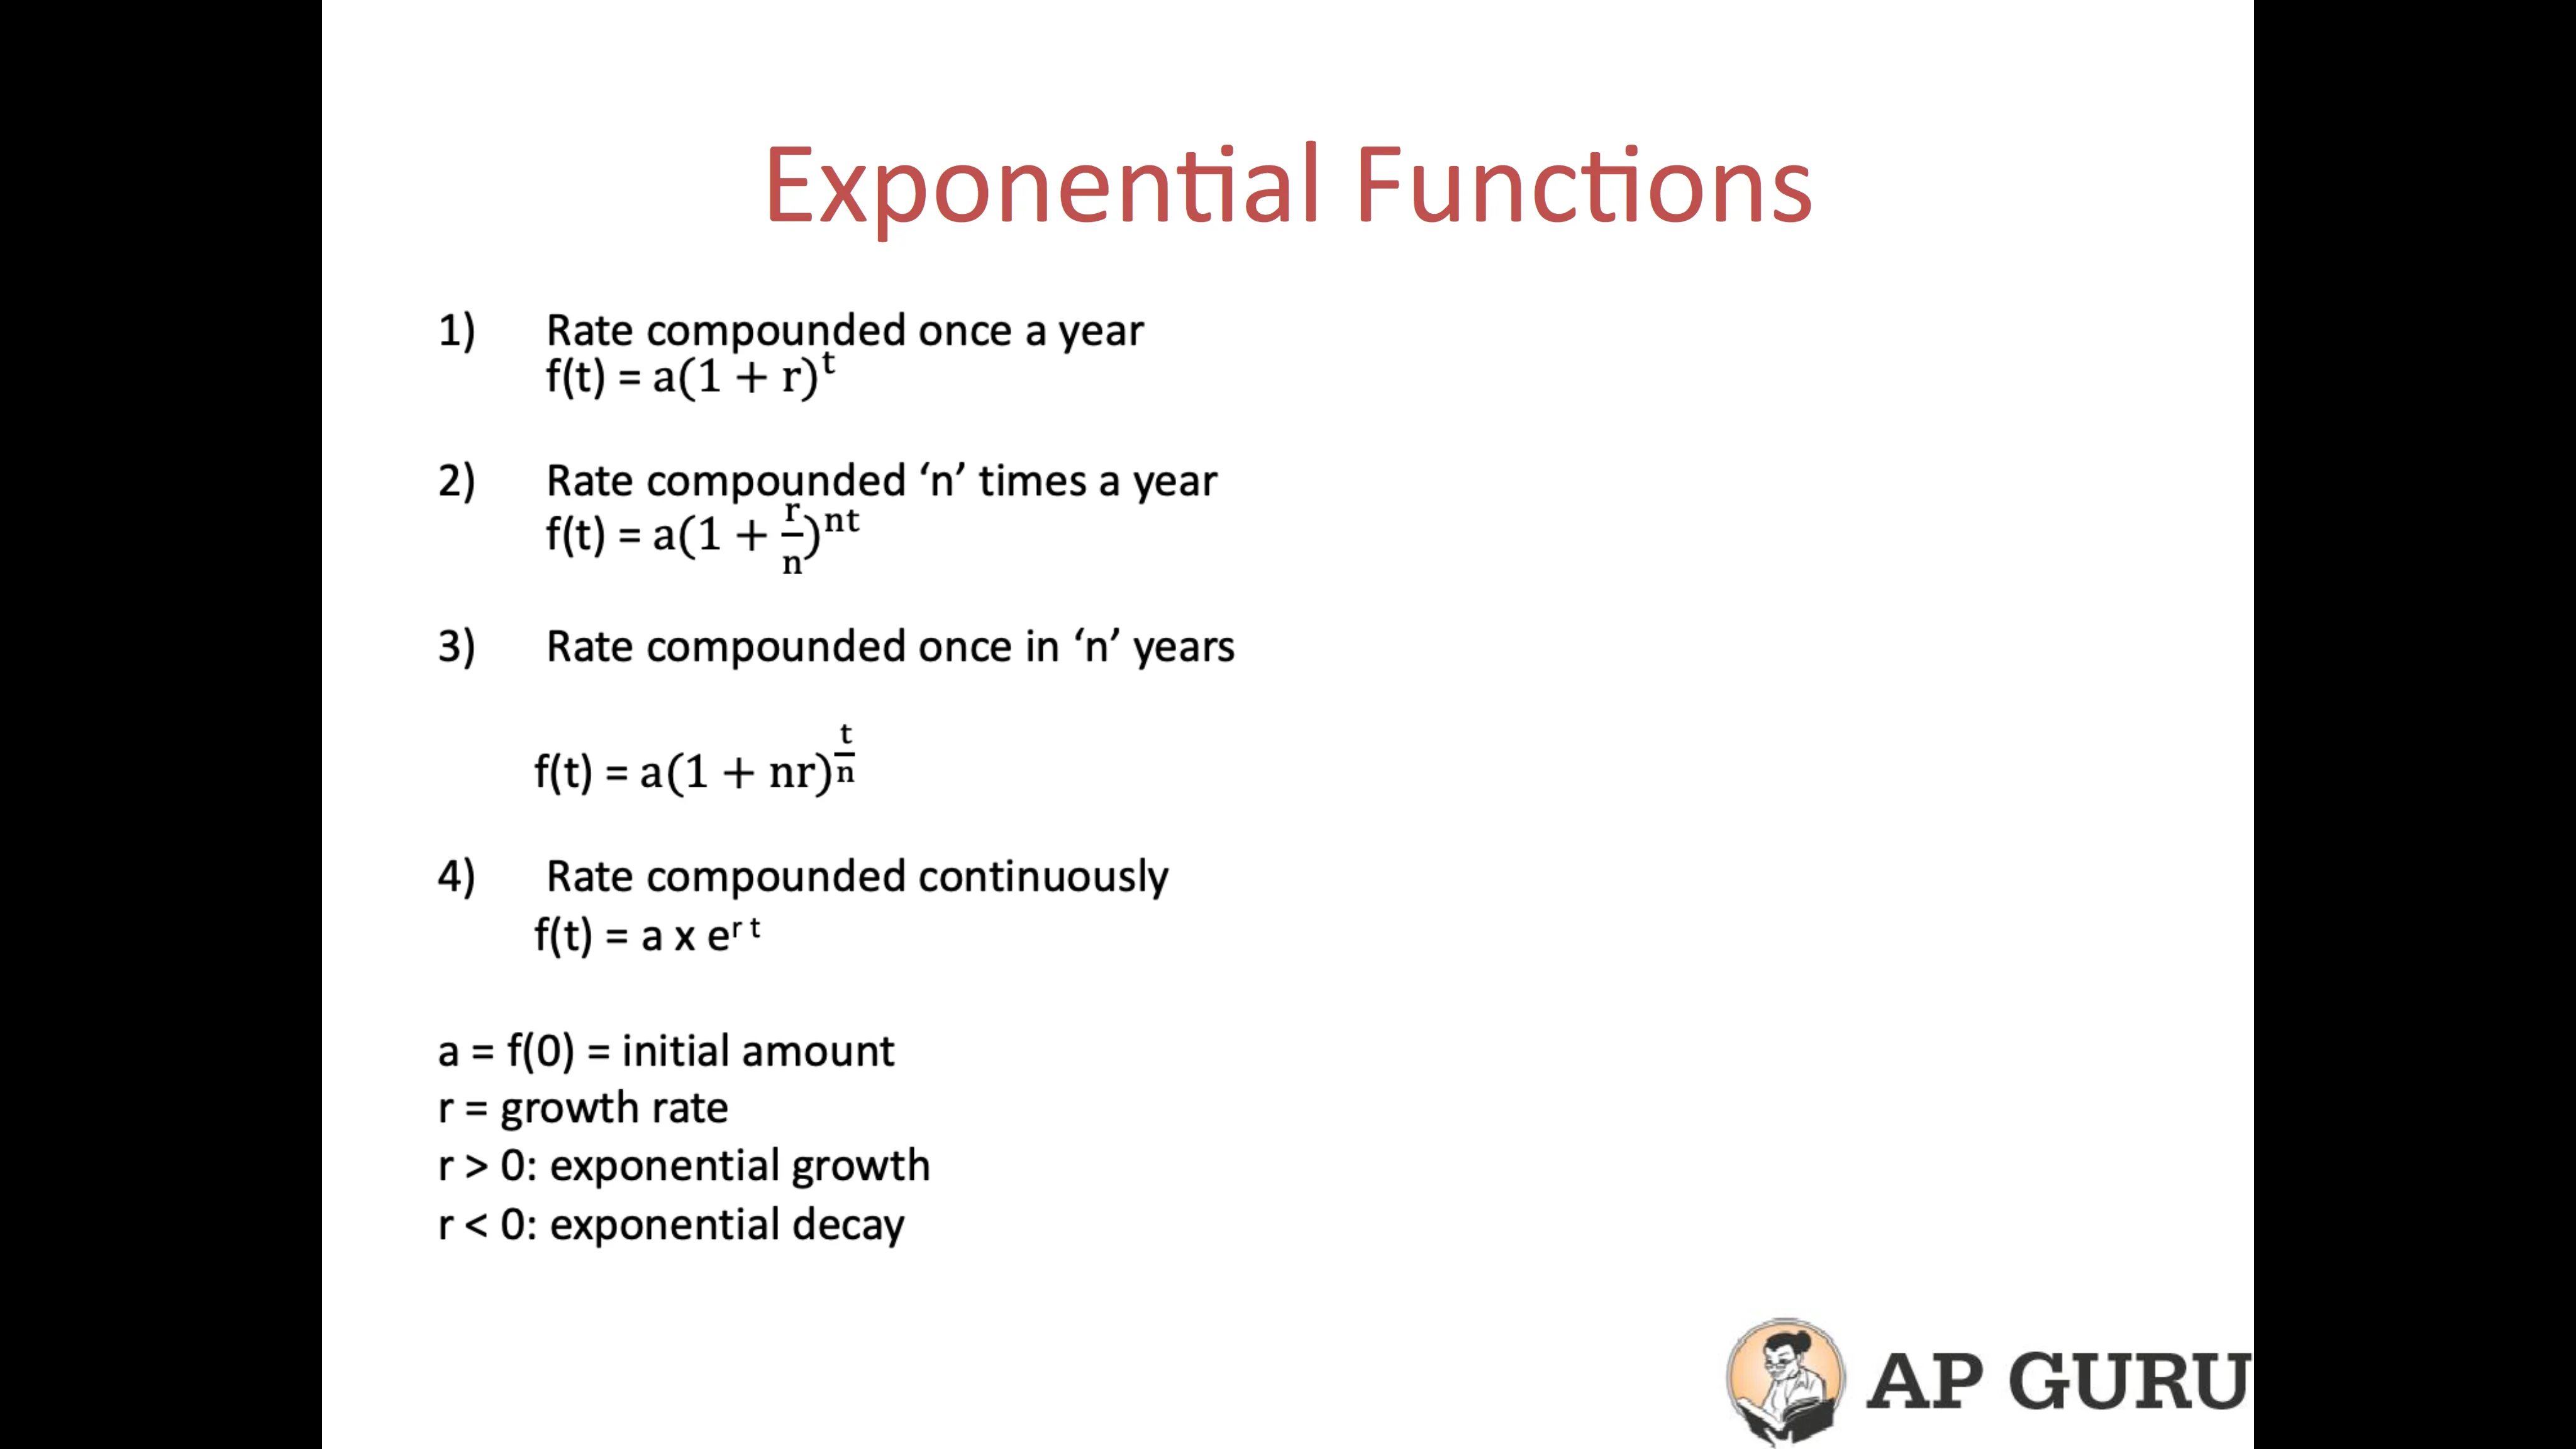 Exponential Functions
1) Rate compounded once a year
f(t) = a(1 + r)^t
2) Rate compounded ‘n’ times a year
f(t) = a(1 + r/n)^nt
3) Rate compounded once in ‘n’ years
f(t) = a(1 + nr)^t/n
4) Rate compounded continuously
f(t) = a x e^r t
a = f(0) = initial amount
r = growth rate
r > 0: exponential growth
r < 0: exponential decay
AP GURU